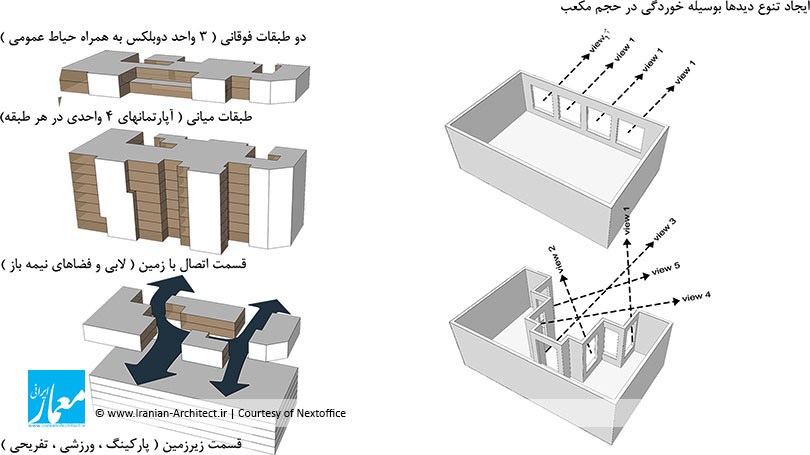 ایجاد تنوع دیدها بوسیله خوردگی در حجم مکعب
دو طبقات فوقانی ( ۳ واحد دوبلکس به همراه حیاط عمومی )
view 1
view 1
view 1
view 1
طبقات میانی ( آپارتمانهای ۴ واحدی در هر طبقه)
قسمت اتصال با زمین ( لابی و فضاهای نیمه باز )
view 1
view 3
view 2
view 5
view 4
معمار ایرانی
© www.Iranian-Architect.ir | Courtesy of Nextoffice
قسمت زیرزمین ( پارکینگ ، ورزشی ، تفریحی )